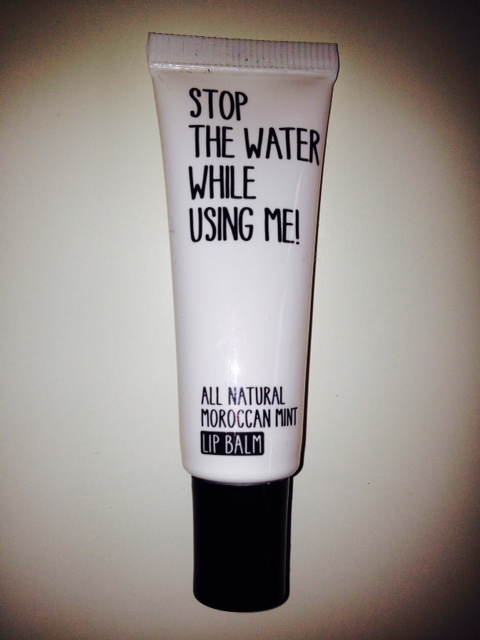 STOP
THE WATER
WHILE
USING ME!
ALL NATURAL
MOROCCAN MINT
LIP BALM